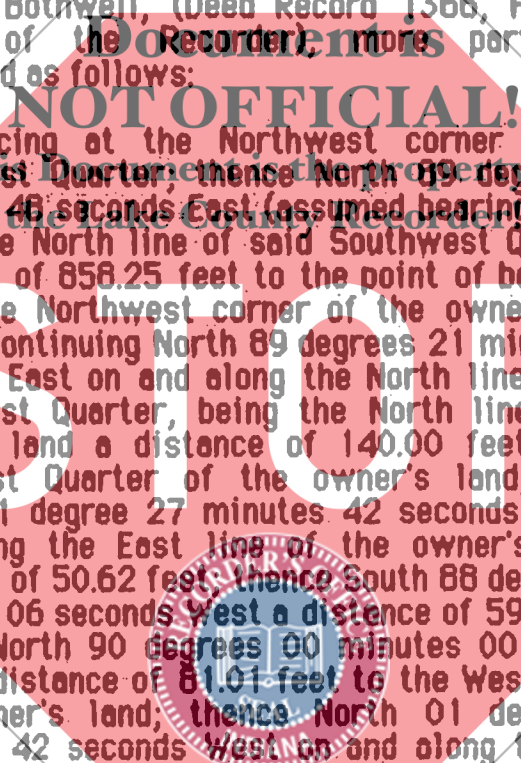 Bothwell, (Deed Record 1366, P
of the Recorder), more par
Document is
d as follows:
NOT OFFICIAL!
cing at the Northwest corner
This Document is the property
st Quarter; thence North 89 deg
46 seconds East (assumed bearing
the Lake County Recorder!
e North line of said Southwest Q
of 858.25 feet to the point of be
e Northwest corner of the owne
ontinuing North 89 degrees 21 min
East on and along the North line
st Quarter, being the North lin
land a distance of 140.00 feet
STOP
st Quarter of the owner's land
1 degree 27 minutes 42 seconds
ng the East line of the owner's
of 50.62 feet; thence South 88 de
06 seconds West a distance of 59
North 90 degrees 00 minutes 00
distance of 81.01 feet to the Wes
ner's land; thence North 01 de
42 seconds West on and along t
RECORDER'S OFFICE
SEAL
INDIANA